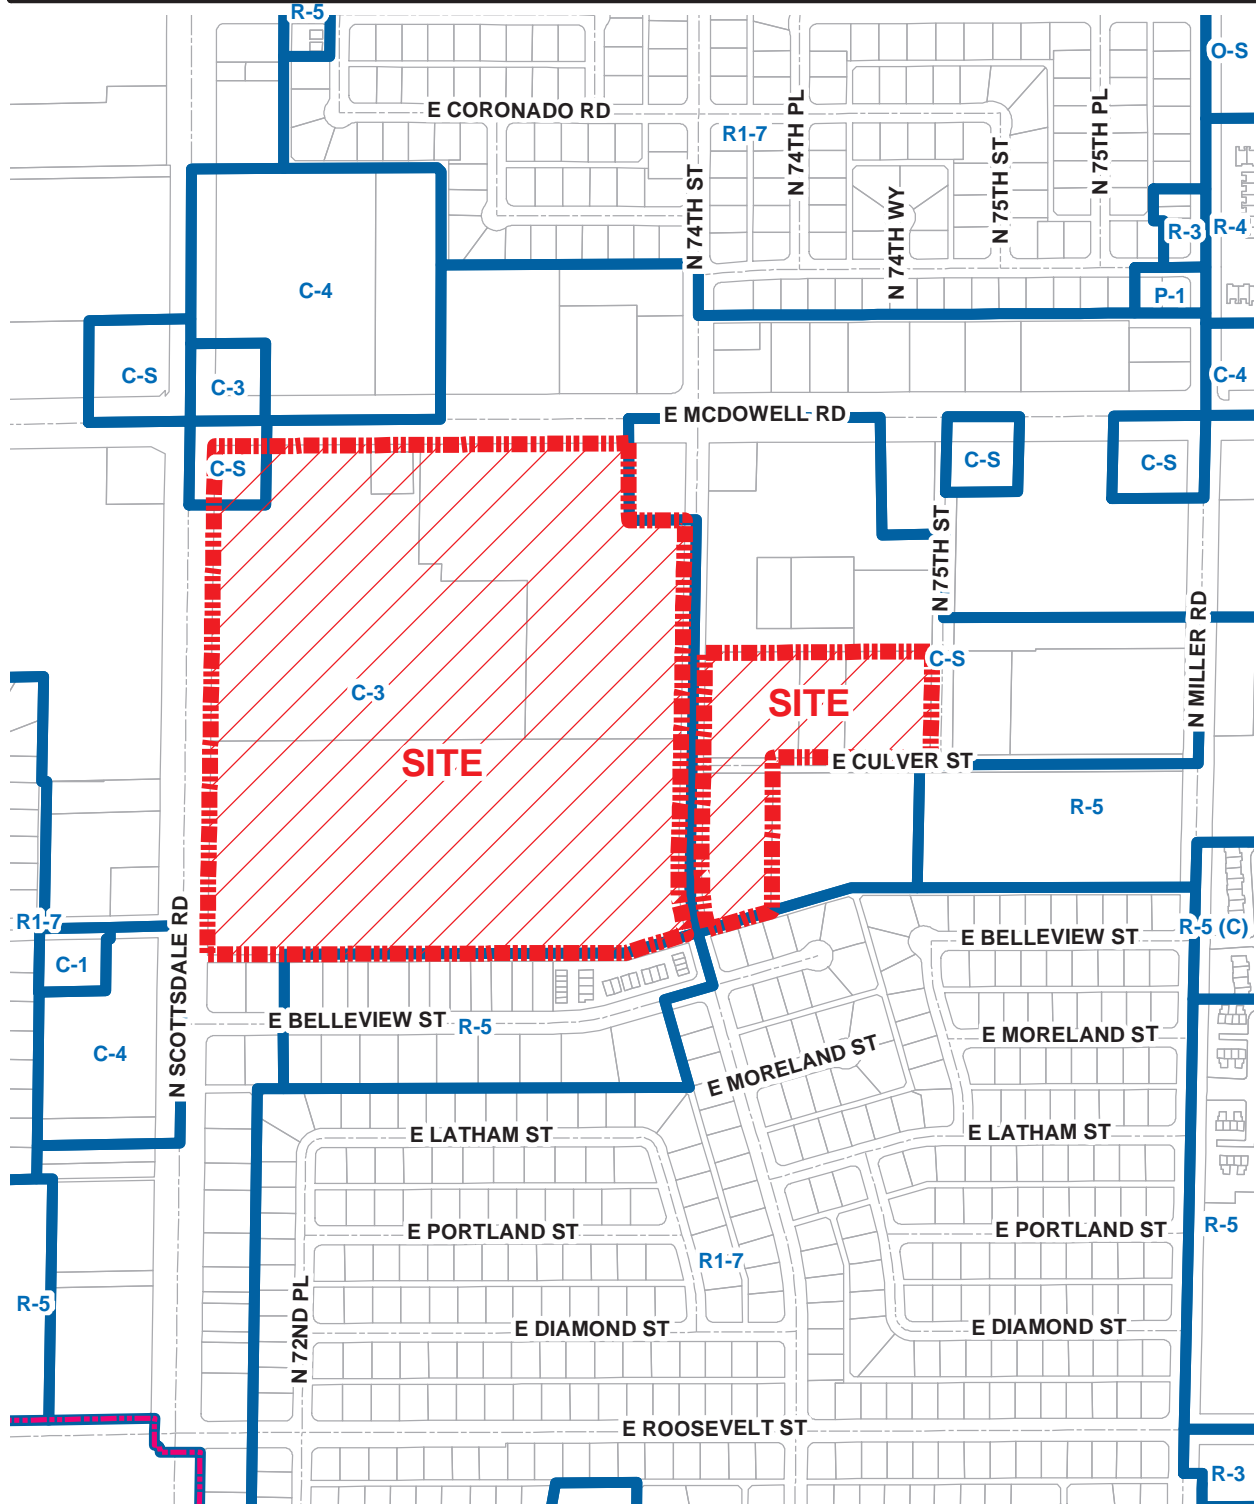 R-5
O-S
E CORONADO RD
R1-7
N 74TH PL
N 75TH PL
N 75TH ST
N 74TH ST
N 74TH WY
R-3
R-4
C-4
P-1
C-S
C-3
C-4
E MCDOWELL RD
C-S
C-S
C-S
N 75TH ST
N MILLER RD
C-S
C-3
SITE
SITE
E CULVER ST
R-5
R1-7
N SCOTTSDALE RD
R-5 (C)
E BELLEVIEW ST
C-1
E BELLEVIEW ST
R-5
E MORELAND ST
C-4
E MORELAND ST
E LATHAM ST
E LATHAM ST
E PORTLAND ST
E PORTLAND ST
R-5
R1-7
R-5
N 72ND PL
E DIAMOND ST
E DIAMOND ST
E ROOSEVELT ST
R-3